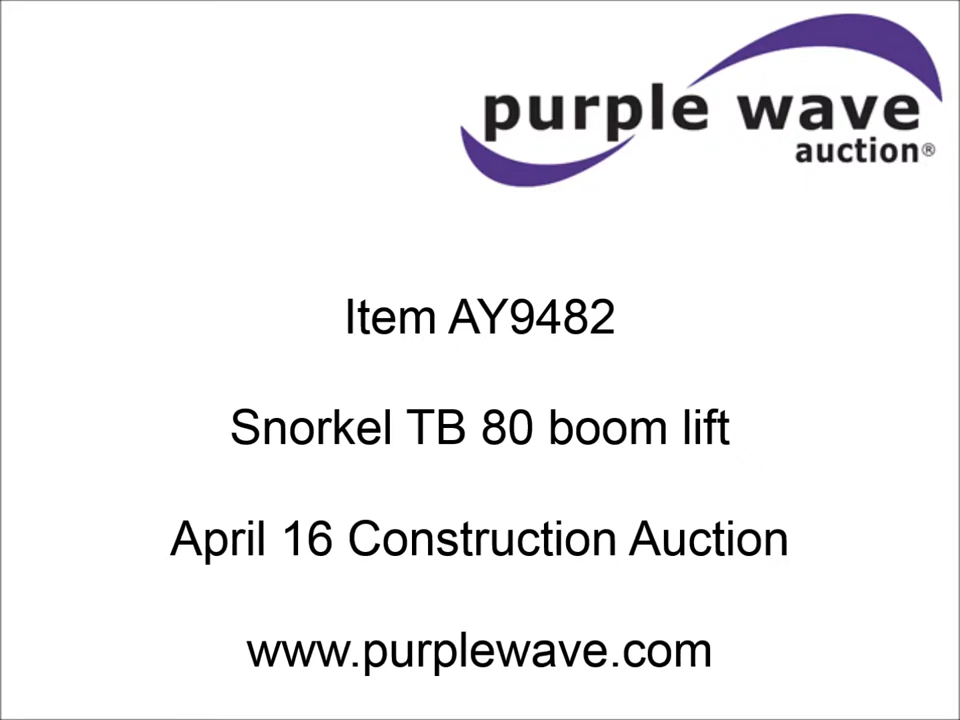 purple wave
auction®
Item AY9482
Snorkel TB 80 boom lift
April 16 Construction Auction
www.purplewave.com